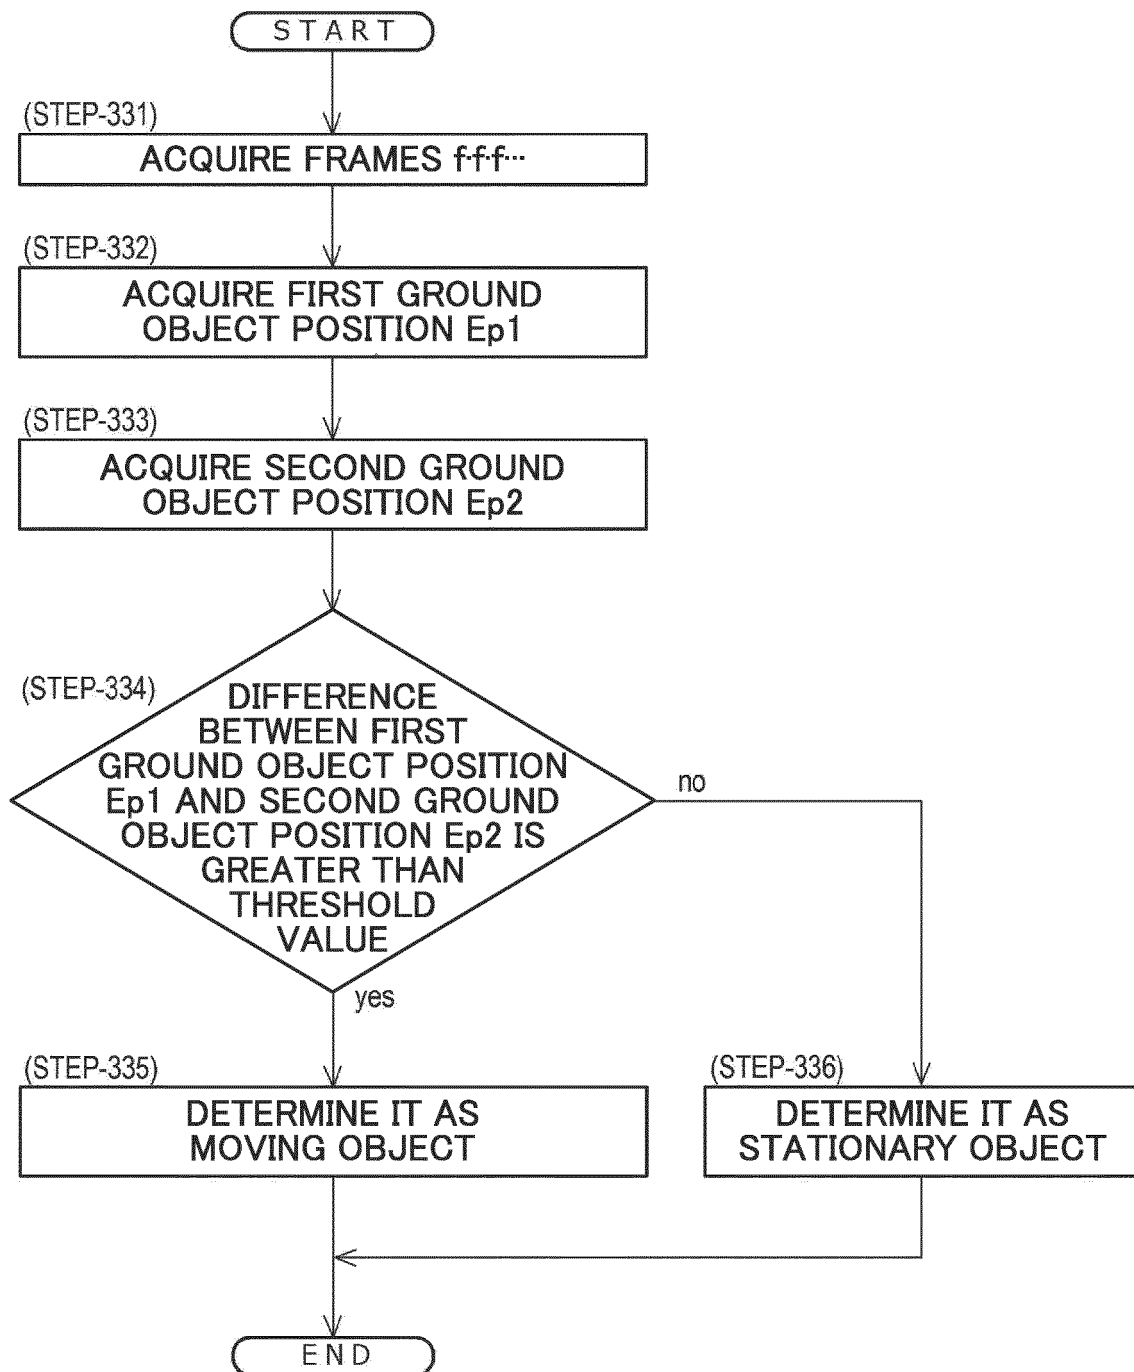 START
(STEP-331)
ACQUIRE FRAMES f·f·f···
(STEP-332)
ACQUIRE FIRST GROUND
OBJECT POSITION Ep1
(STEP-333)
ACQUIRE SECOND GROUND
OBJECT POSITION Ep2
(STEP-334)
DIFFERENCE
BETWEEN FIRST
GROUND OBJECT POSITION
Ep1 AND SECOND GROUND
OBJECT POSITION Ep2 IS
GREATER THAN
THRESHOLD
VALUE
no
yes
(STEP-335)
DETERMINE IT AS
MOVING OBJECT
(STEP-336)
DETERMINE IT AS
STATIONARY OBJECT
END